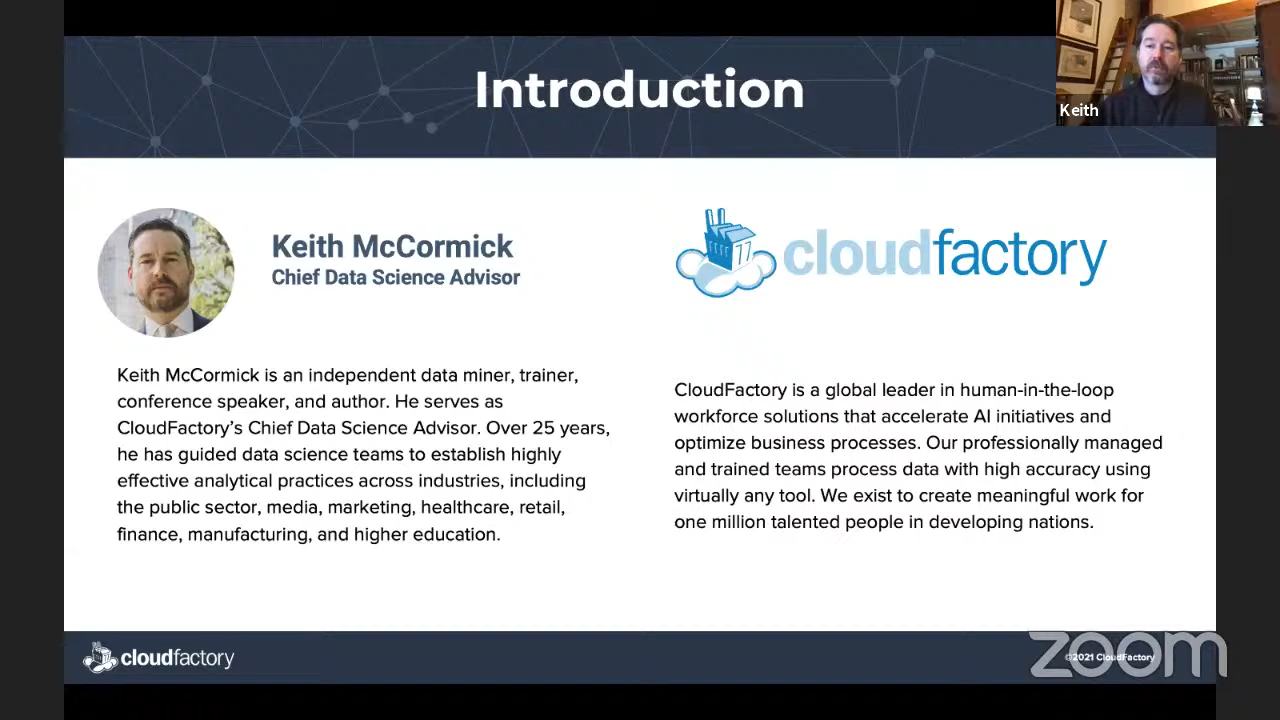 Introduction
Keith
Keith McCormick
Chief Data Science Advisor
Keith McCormick is an independent data miner, trainer,
conference speaker, and author. He serves as
CloudFactory's Chief Data Science Advisor. Over 25 years,
he has guided data science teams to establish highly
effective analytical practices across industries, including
the public sector, media, marketing, healthcare, retail,
finance, manufacturing, and higher education.
cloudfactory
CloudFactory is a global leader in human-in-the-loop
workforce solutions that accelerate AI initiatives and
optimize business processes. Our professionally managed
and trained teams process data with high accuracy using
virtually any tool. We exist to create meaningful work for
one million talented people in developing nations.
cloudfactory
©2021 CloudFactory
zoom